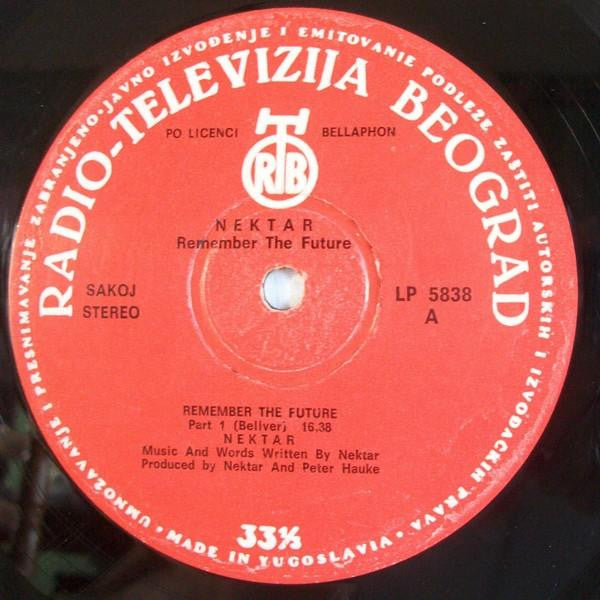 UMNOŽAVANJE I PRESNIMAVANJE ZABRANJENO · JAVNO IZVOĐENJE I EMITOVANJE PODLEŽE ZAŠTITI AUTORSKIH I IZVOĐAČKIH PRAVA ·
RADIO-TELEVIZIJA BEOGRAD
PO LICENCI BELLAPHON
RTB
NEKTAR
Remember The Future
SAKOJ
STEREO
LP 5838
A
REMEMBER THE FUTURE
Part 1 (Bellver) 16.38
NEKTAR
Music And Words Written By Nektar
Produced by Nektar And Peter Hauke
33⅓
· MADE IN YUGOSLAVIA ·